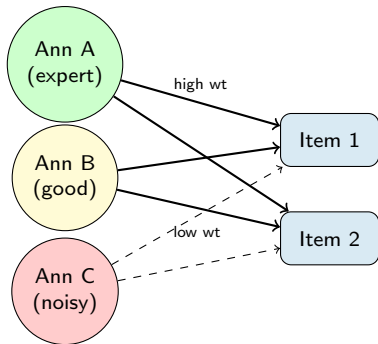 Ann A
(expert)
high wt
Item 1
Ann B
(good)
low wt
Item 2
Ann C
(noisy)